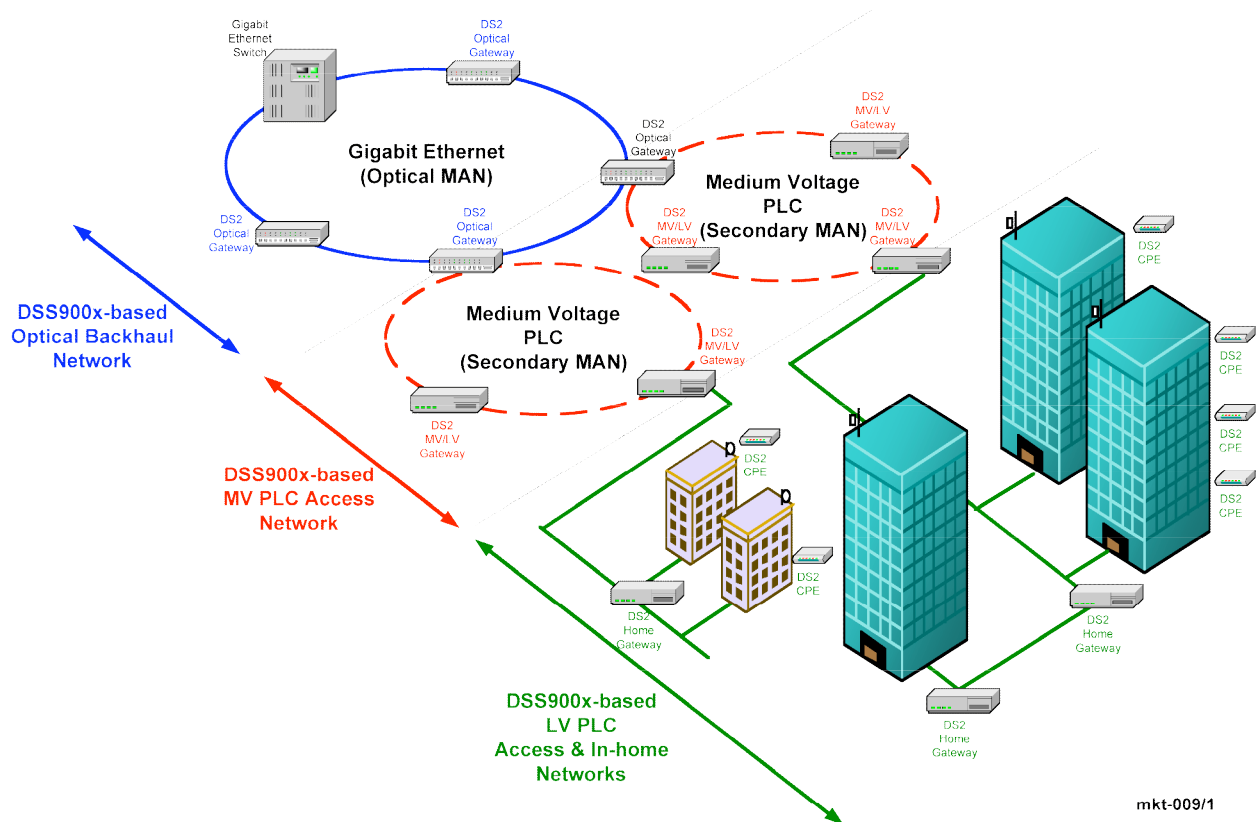 Gigabit
Ethernet
Switch
DS2
Optical
Gateway
DS2
MV/LV
Gateway
DS2
Optical
Gateway
Gigabit Ethernet
(Optical MAN)
Medium Voltage
PLC
(Secondary MAN)
DS2
MV/LV
Gateway
DS2
MV/LV
Gateway
DS2
Optical
Gateway
DS2
Optical
Gateway
DS2
CPE
DSS900x-based
Optical Backhaul
Network
Medium Voltage
PLC
(Secondary MAN)
DS2
MV/LV
Gateway
DS2
CPE
DS2
CPE
DS2
CPE
DS2
MV/LV
Gateway
DSS900x-based
MV PLC Access
Network
p
DS2
CPE
p
DS2
CPE
DS2
Home
Gateway
DS2
Home
Gateway
DS2
Home
Gateway
DSS900x-based
LV PLC
Access & In-home
Networks
mkt-009/1